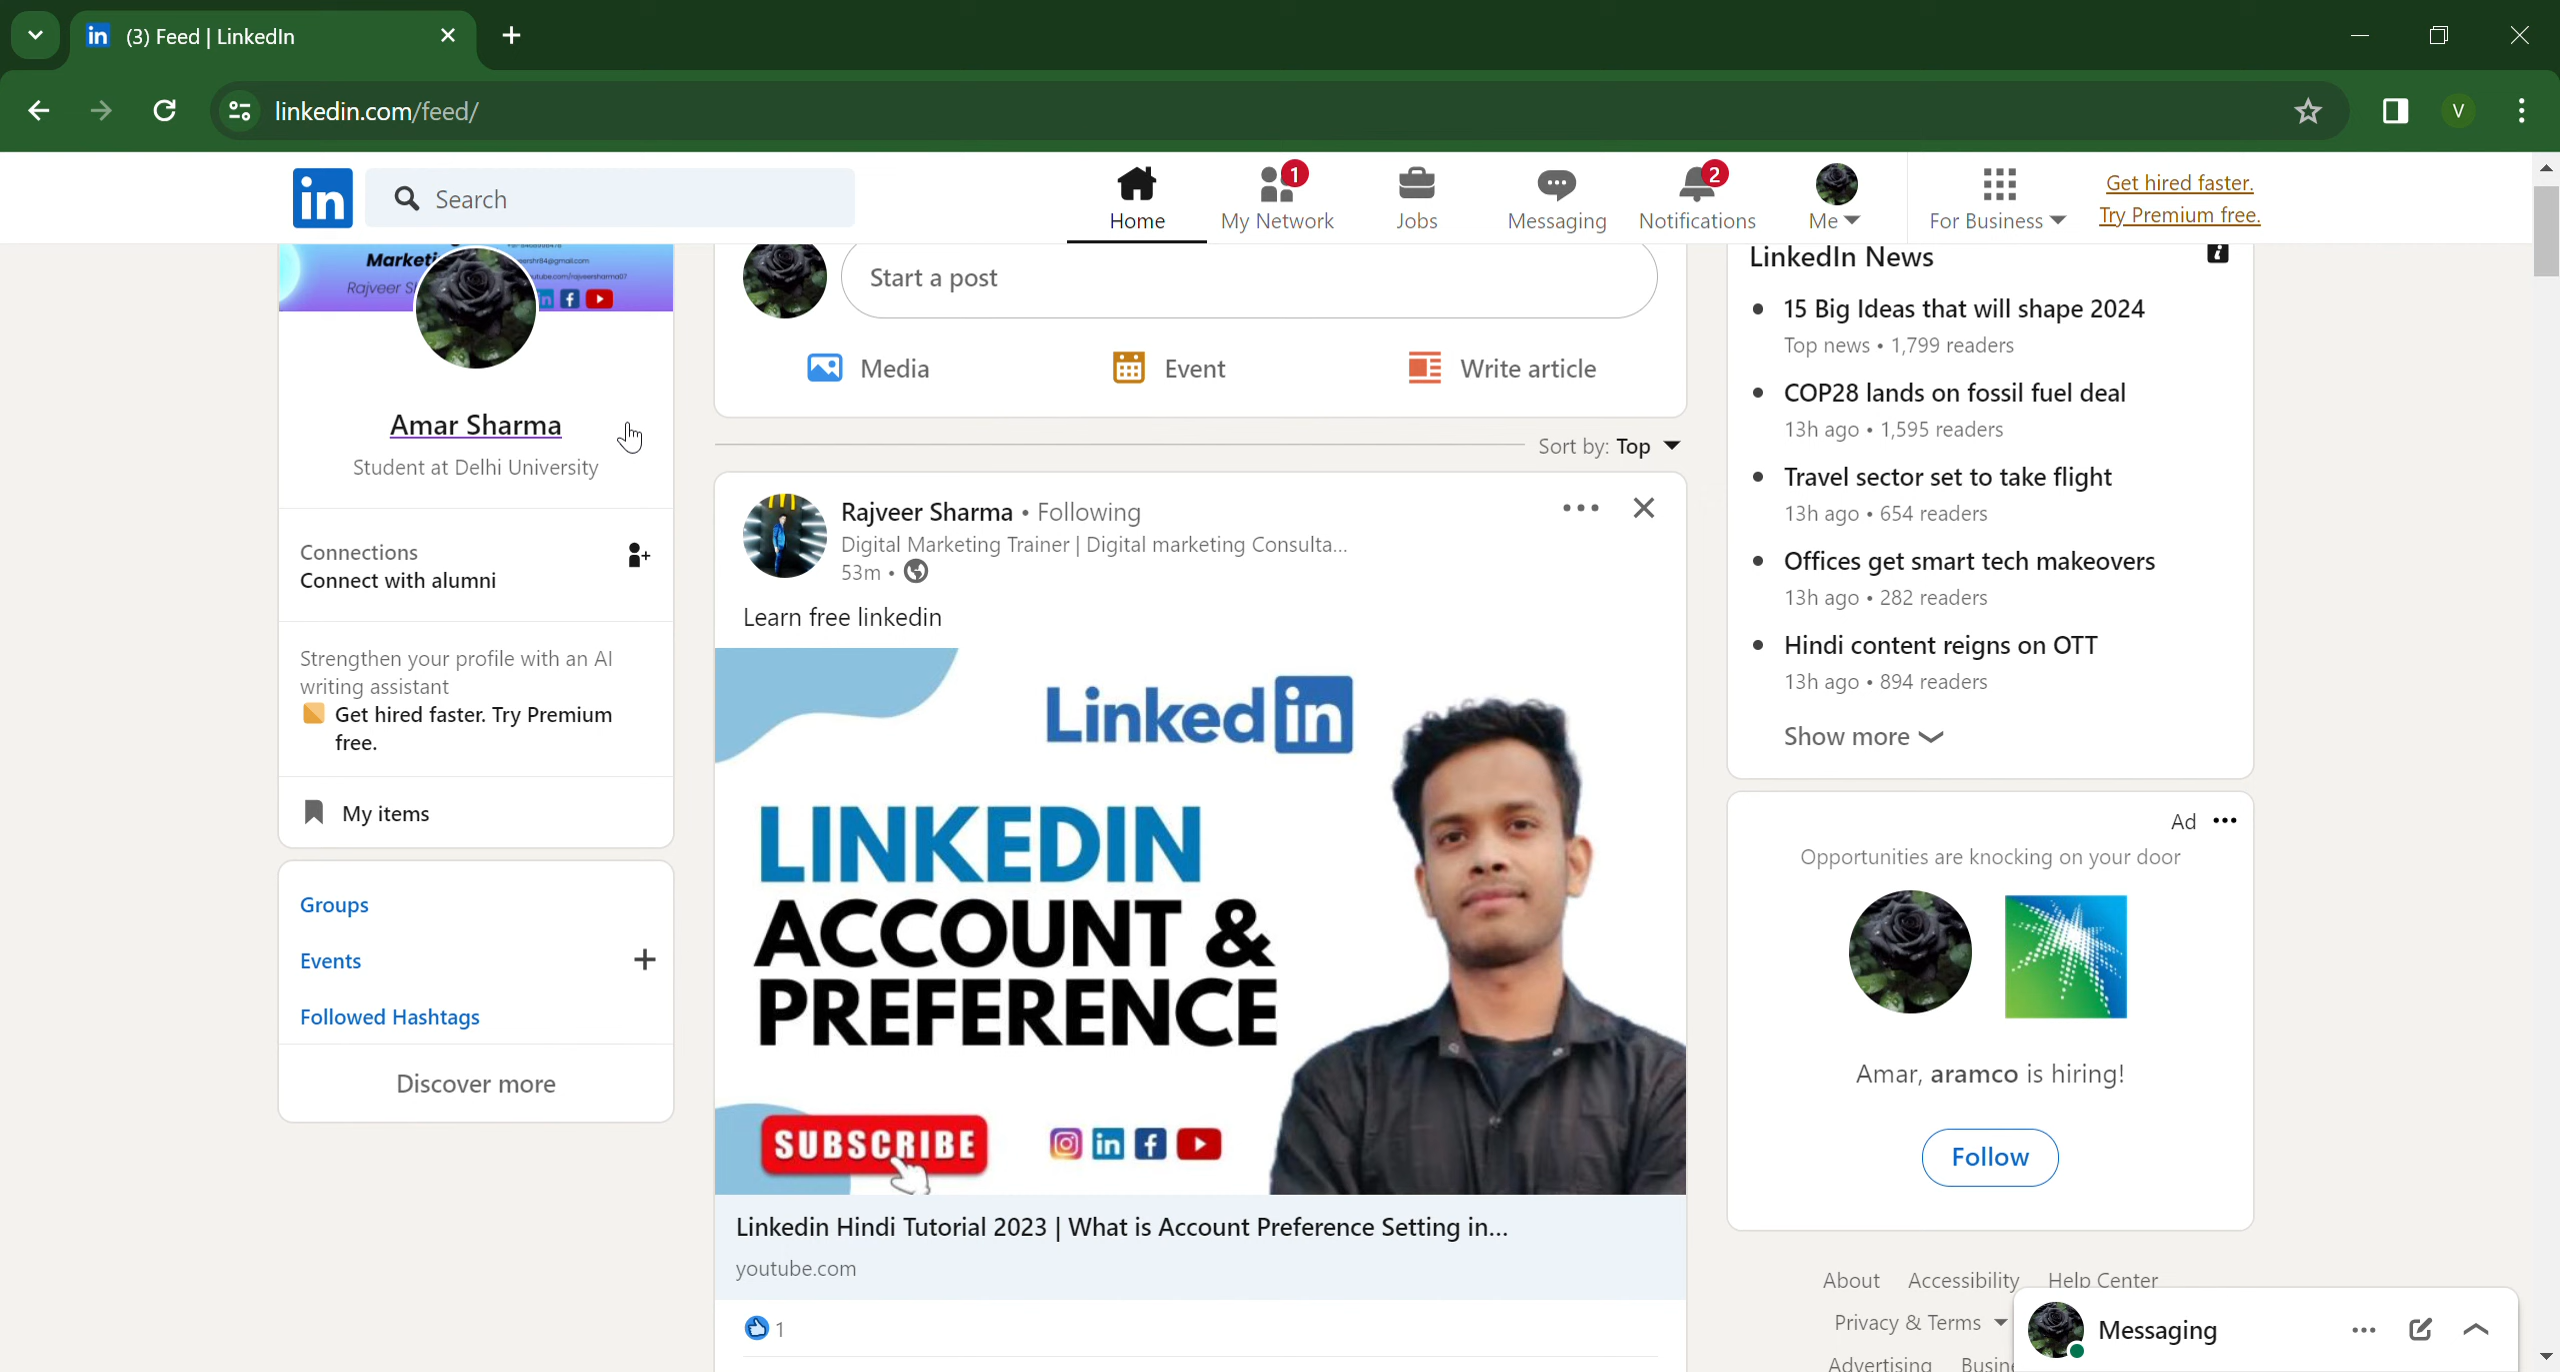 (3) Feed | LinkedIn
linkedin.com/feed/
V
in
Search
Home
1
My Network
Jobs
Messaging
2
Notifications
Me
For Business
Get hired faster.
Try Premium free.
Rajveer
Amar Sharma
Student at Delhi University
Connections
Connect with alumni
Strengthen your profile with an AI
writing assistant
Get hired faster. Try Premium
free.
My items
Groups
Events
Followed Hashtags
Discover more
Start a post
Media
Event
Write article
Sort by: Top
Rajveer Sharma • Following
Digital Marketing Trainer | Digital marketing Consulta...
53m •
Learn free linkedin
Linked in
LINKEDIN
ACCOUNT &
PREFERENCE
SUBSCRIBE
in
Linkedin Hindi Tutorial 2023 | What is Account Preference Setting in...
youtube.com
1
LinkedIn News
• 15 Big Ideas that will shape 2024
Top news • 1,799 readers
• COP28 lands on fossil fuel deal
13h ago • 1,595 readers
• Travel sector set to take flight
13h ago • 654 readers
• Offices get smart tech makeovers
13h ago • 282 readers
• Hindi content reigns on OTT
13h ago • 894 readers
Show more
Ad
Opportunities are knocking on your door
Amar, aramco is hiring!
Follow
About Accessibility Help Center
Privacy & Terms
Advertising
Messaging